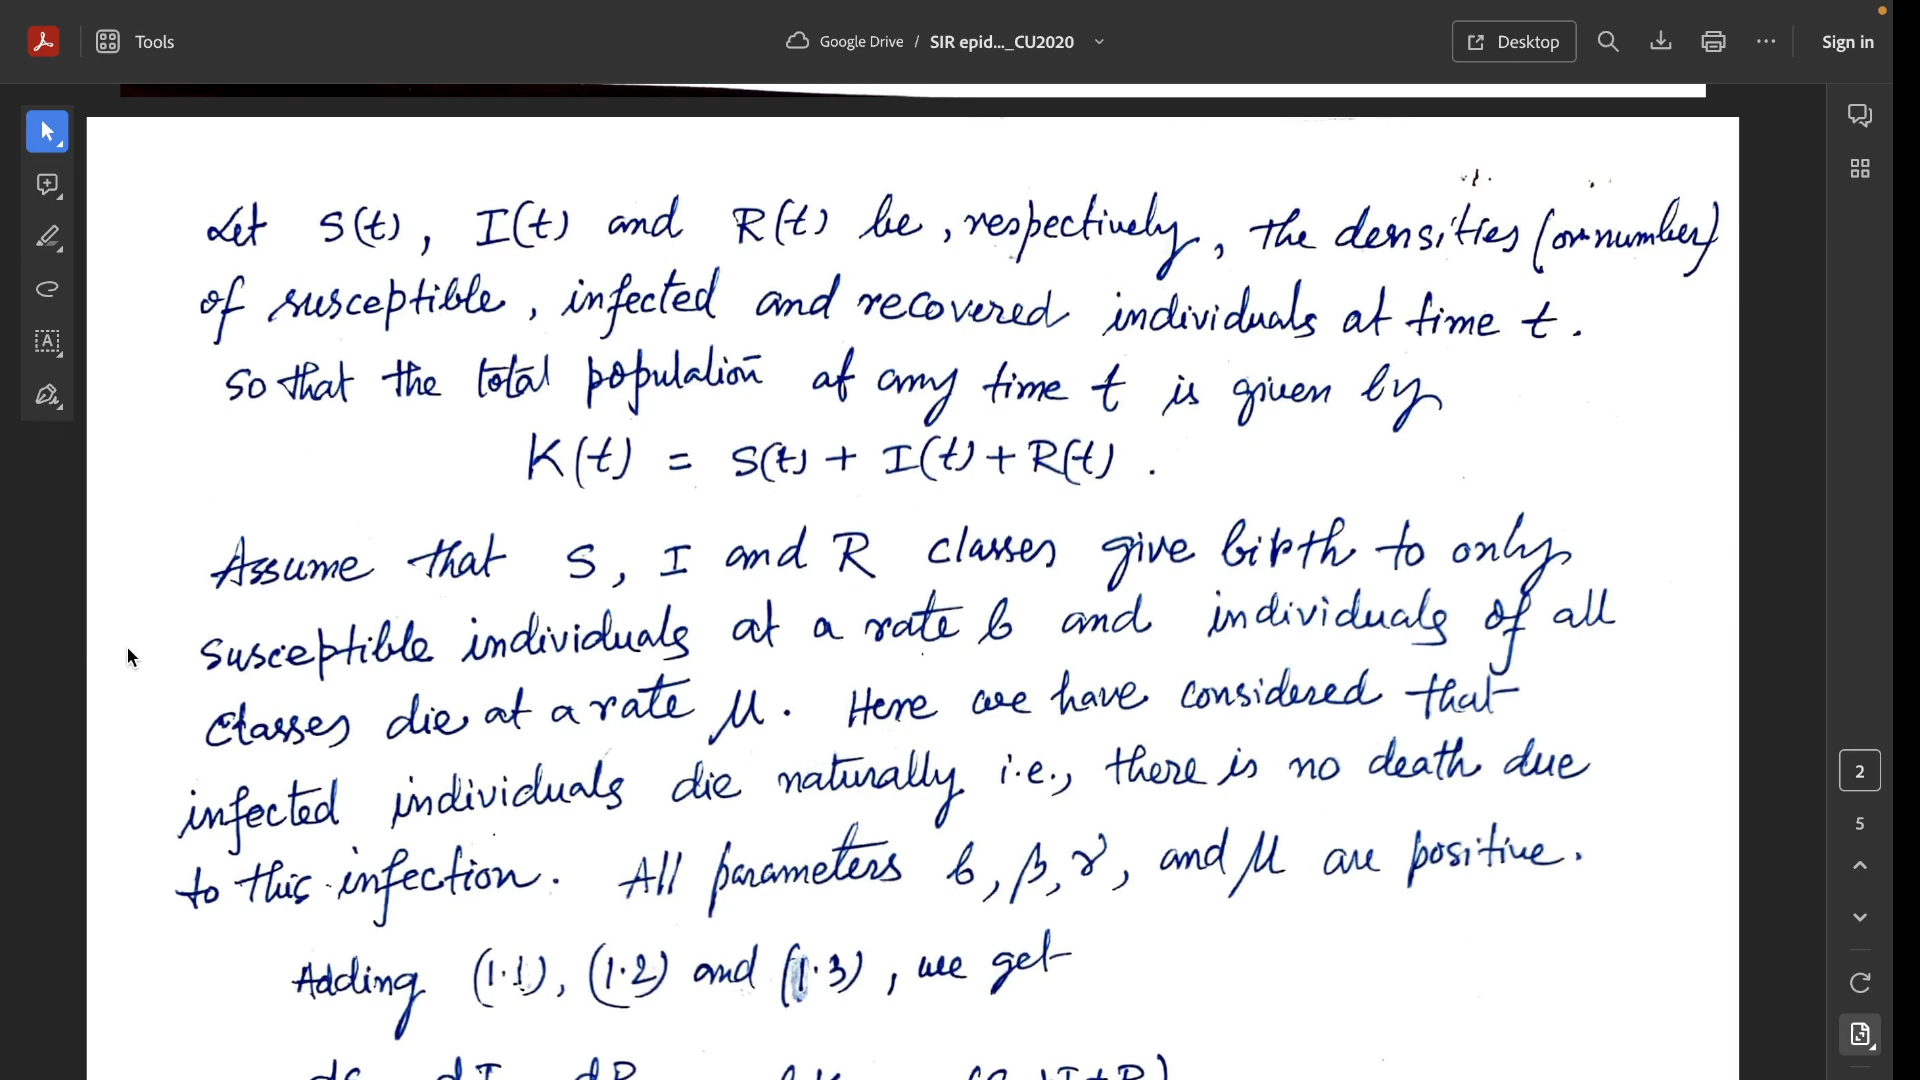 Tools
Google Drive / SIR epid..._CU2020
Desktop
Sign in
Let S(t), I(t) and R(t) be, respectively, the densities (or number)
of susceptible, infected and recovered individuals at time t.
So that the total population at any time t is given by
K(t) = S(t) + I(t) + R(t).
Assume that S, I and R classes give birth to only
susceptible individuals at a rate b and individuals of all
classes die at a rate μ. Here we have considered that
infected individuals die naturally i.e., there is no death due
to this infection. All parameters b, β, γ, and μ are positive.
Adding (1.1), (1.2) and (1.3), we get
2
5